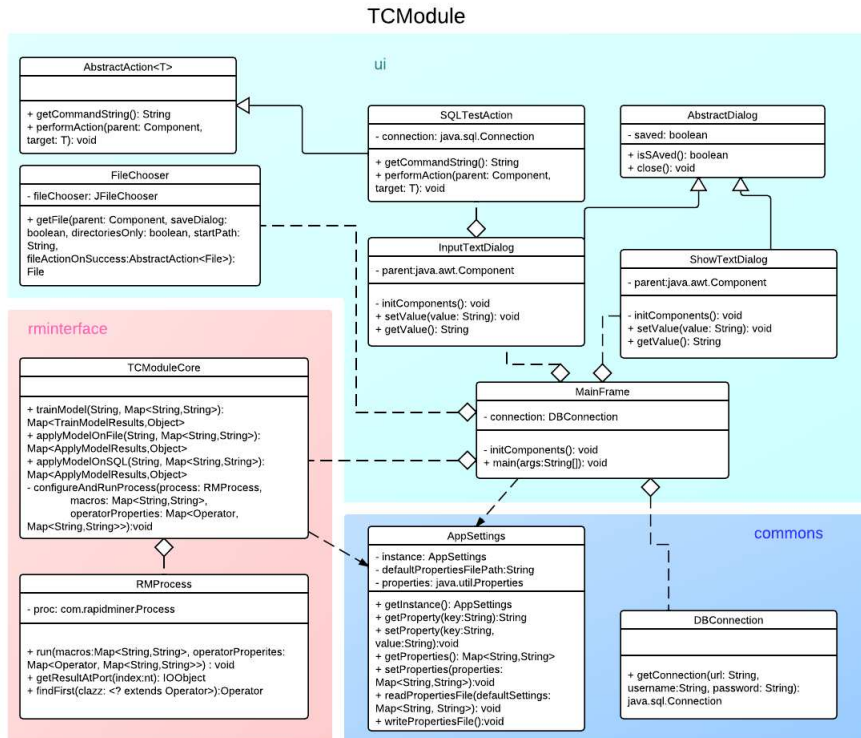 TCModule
ui
AbstractAction<T>
+ getCommandString(): String
+ performAction(parent: Component,
target: T): void
SQLTestAction
- connection: java.sql.Connection
+ getCommandString(): String
+ performAction(parent: Component,
target: T): void
AbstractDialog
- saved: boolean
+ isSAved(): boolean
+ close(): void
FileChooser
- fileChooser: JFileChooser
+ getFile(parent: Component, saveDialog:
boolean, directoriesOnly: boolean, startPath:
String,
fileActionOnSuccess:AbstractAction<File>):
File
InputTextDialog
- parent:java.awt.Component
- initComponents(): void
+ setValue(value: String): void
+ getValue(): String
ShowTextDialog
- parent:java.awt.Component
- initComponents(): void
+ setValue(value: String): void
getValue(): String
MainFrame
- connection: DBConnection
- initComponents(): void
+ main(args:String[]): void
rminterface
TCModuleCore
+ trainModel(String, Map<String,String>):
Map<TrainModelResults,Object>
+ applyModelOnFile(String, Map<String,String>):
Map<ApplyModelResults,Object>
+ applyModelOnSQL(String, Map<String,String>):
Map<ApplyModelResults,Object>
- configureAndRunProcess(process: RMProcess,
macros: Map<String,String>,
operatorProperties: Map<Operator,
Map<String,String>>):void
RMProcess
- proc: com.rapidminer.Process
+ run(macros:Map<String,String>, operatorProperites:
Map<Operator, Map<String,String>>) : void
+ getResultAtPort(index:nt): IOObject
+ findFirst(clazz: <? extends Operator>):Operator
commons
AppSettings
- instance: AppSettings
- defaultPropertiesFilePath:String
- properties: java.util.Properties
+ getInstance(): AppSettings
+ getProperty(key:String):String
+ setProperty(key:String,
value:String):void
+ getProperties(): Map<String,String>
+ setProperties(properties:
Map<String,String>):void
+ readPropertiesFile(defaultSettings:
Map<String, String>): void
+ writePropertiesFile():void
DBConnection
+ getConnection(url: String,
username:String, password: String):
java.sql.Connection